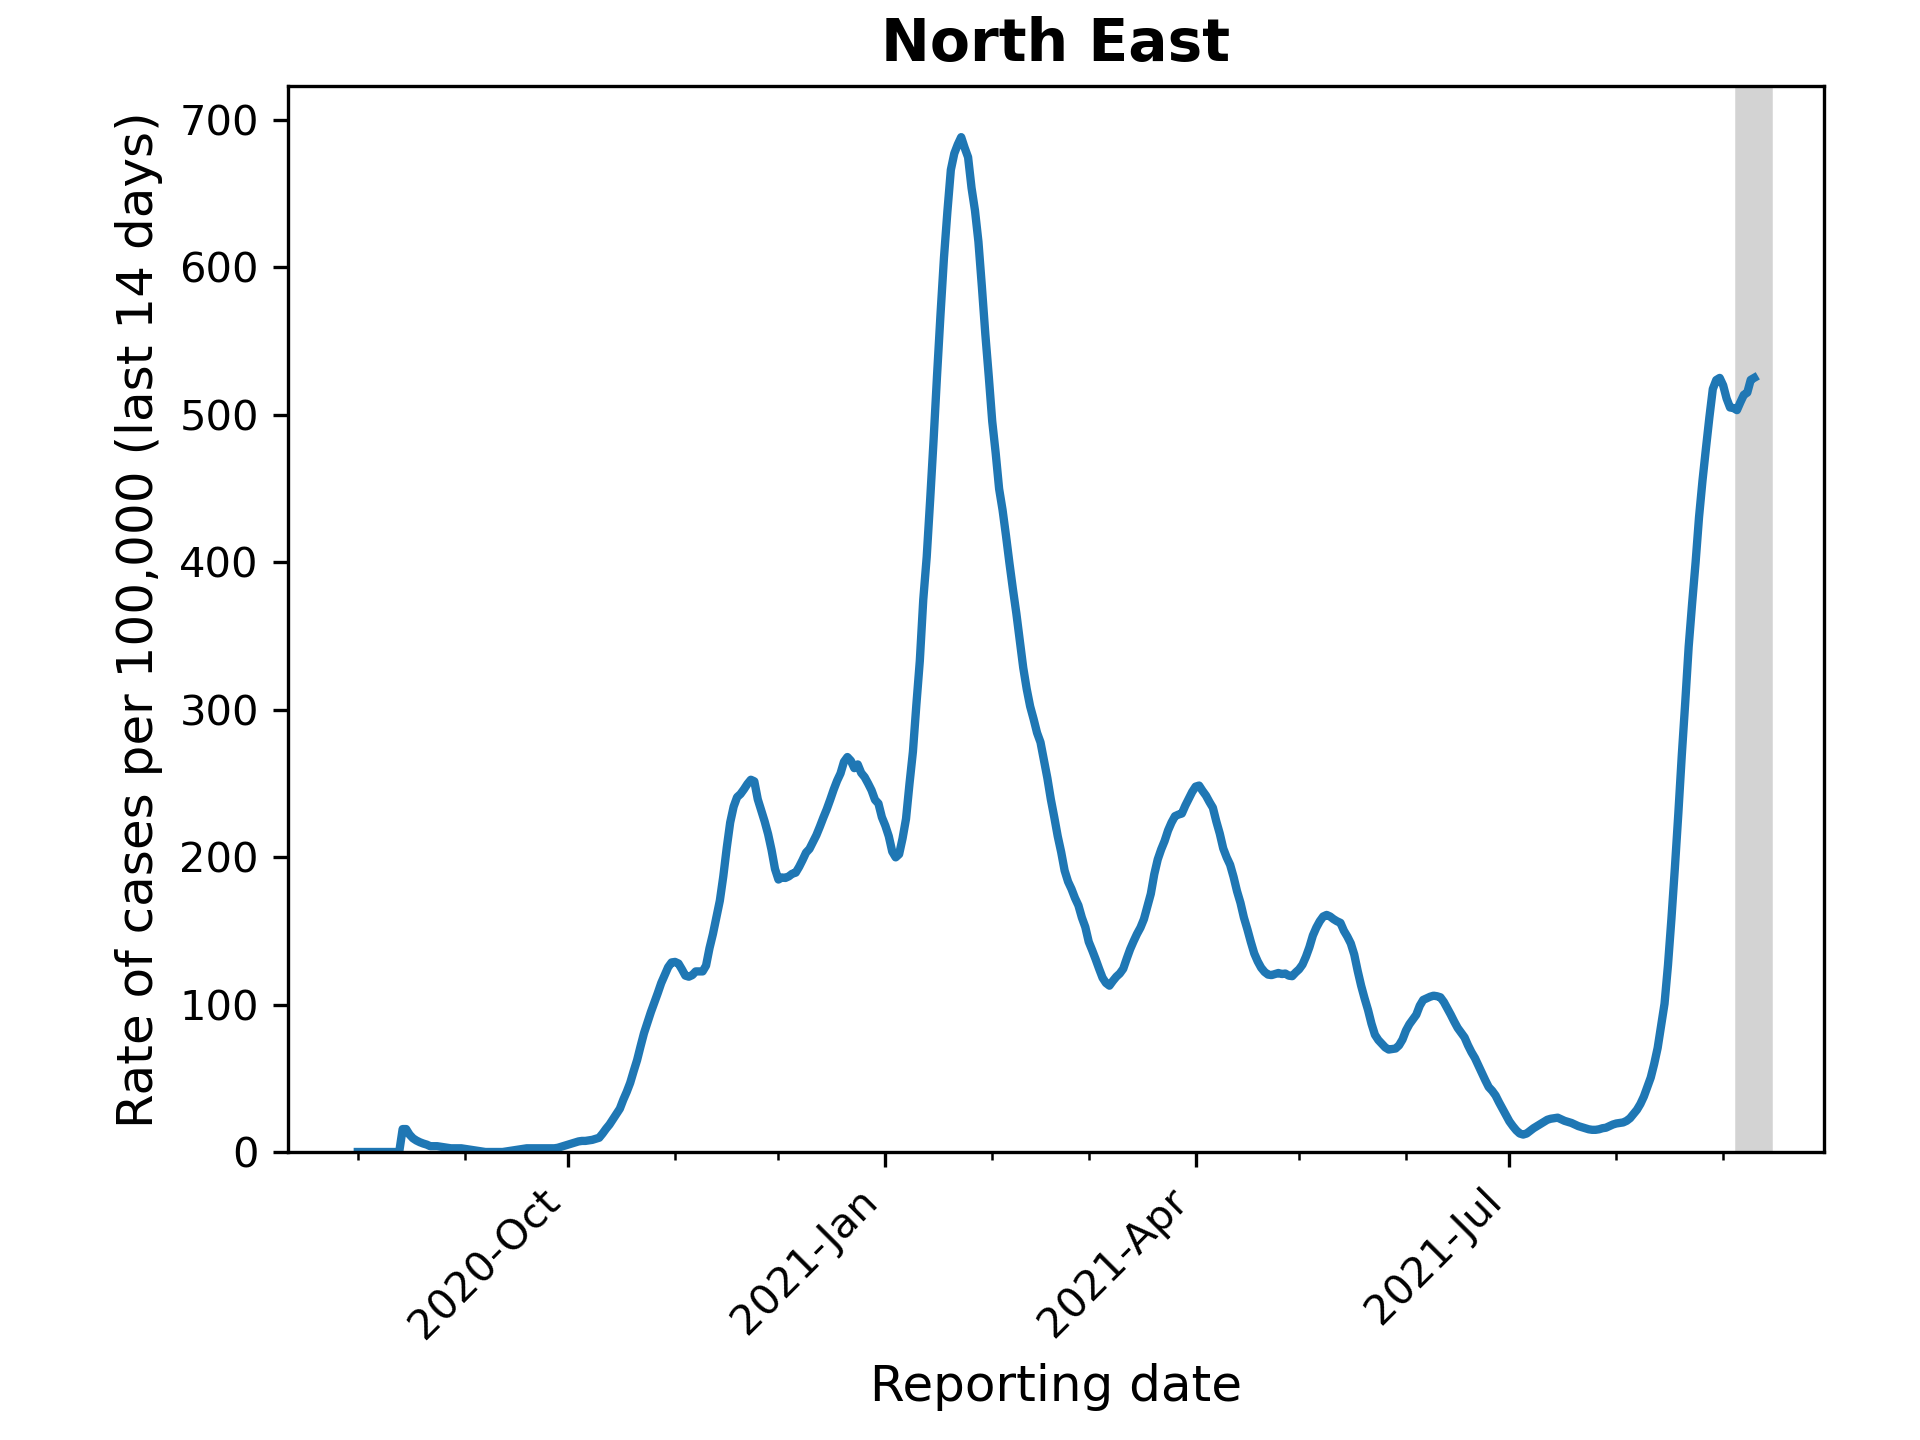 North East
Rate of cases per 100,000 (last 14 days)
700
600
500
400
300
200
100
0
2020-Oct
2021-Jan
2021-Apr
2021-Jul
Reporting date